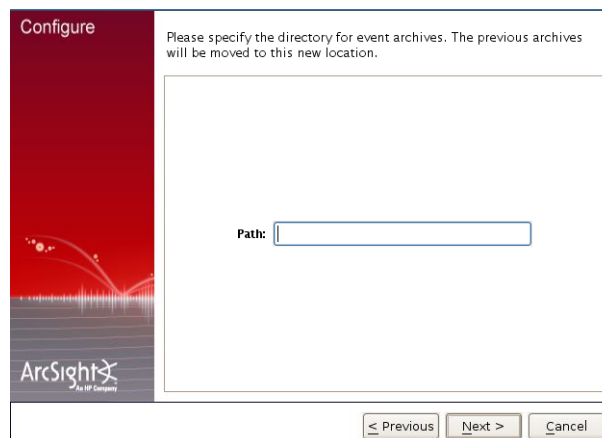 Configure
Please specify the directory for event archives. The previous archives
will be moved to this new location.
Path:
ArcSight
An HP Company
< Previous
Next >
Cancel